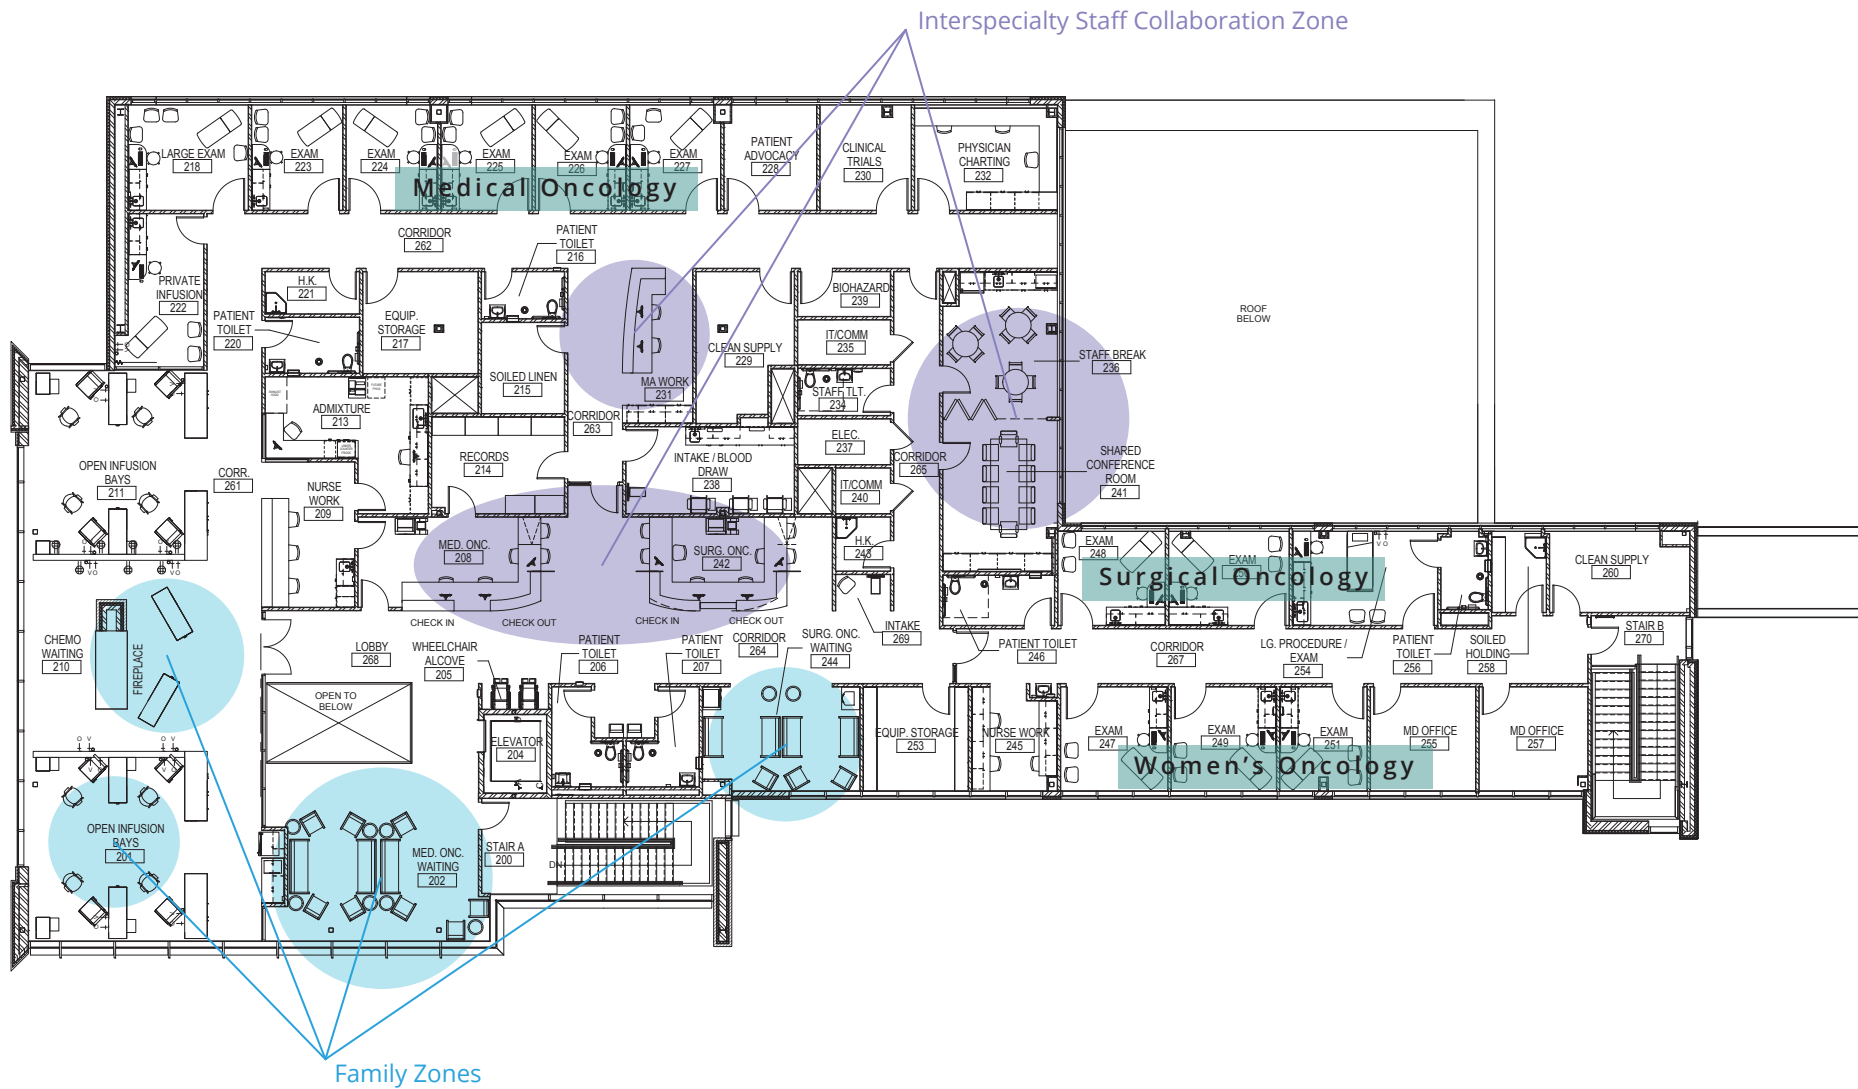 Interspecialty Staff Collaboration Zone
LARGE EXAM
218
EXAM
223
EXAM
224
EXAM
225
EXAM
226
EXAM
227
PATIENT
ADVOCACY
228
CLINICAL
TRIALS
230
PHYSICIAN
CHARTING
232
Medical Oncology
CORRIDOR
262
PATIENT
TOILET
216
PRIVATE
INFUSION
222
H.K.
221
PATIENT
TOILET
220
EQUIP.
STORAGE
217
SOILED LINEN
215
MA WORK
231
CLEAN SUPPLY
229
BIOHAZARD
239
IT/COMM
235
STAFF TLT.
234
ELEC.
237
IT/COMM
240
STAFF BREAK
236
ROOF
BELOW
ADMIXTURE
213
CORRIDOR
263
RECORDS
214
INTAKE / BLOOD
DRAW
238
CORRIDOR
265
SHARED
CONFERENCE
ROOM
241
OPEN INFUSION
BAYS
211
CORR.
261
NURSE
WORK
209
MED. ONC.
208
SURG. ONC.
242
H.K.
243
EXAM
248
EXAM
CLEAN SUPPLY
260
Surgical Oncology
CHECK IN
CHECK OUT
CHECK IN
CHECK OUT
INTAKE
269
CHEMO
WAITING
210
FIREPLACE
LOBBY
268
WHEELCHAIR
ALCOVE
205
PATIENT
TOILET
206
PATIENT
TOILET
207
CORRIDOR
264
SURG. ONC.
WAITING
244
PATIENT TOILET
246
CORRIDOR
267
LG. PROCEDURE /
EXAM
254
PATIENT
TOILET
256
SOILED
HOLDING
258
STAIR B
270
OPEN TO
BELOW
ELEVATOR
204
EQUIP. STORAGE
253
NURSE WORK
245
EXAM
247
EXAM
249
EXAM
251
MD OFFICE
255
MD OFFICE
257
Women's Oncology
OPEN INFUSION
BAYS
201
MED. ONC.
WAITING
202
STAIR A
200
DN
Family Zones